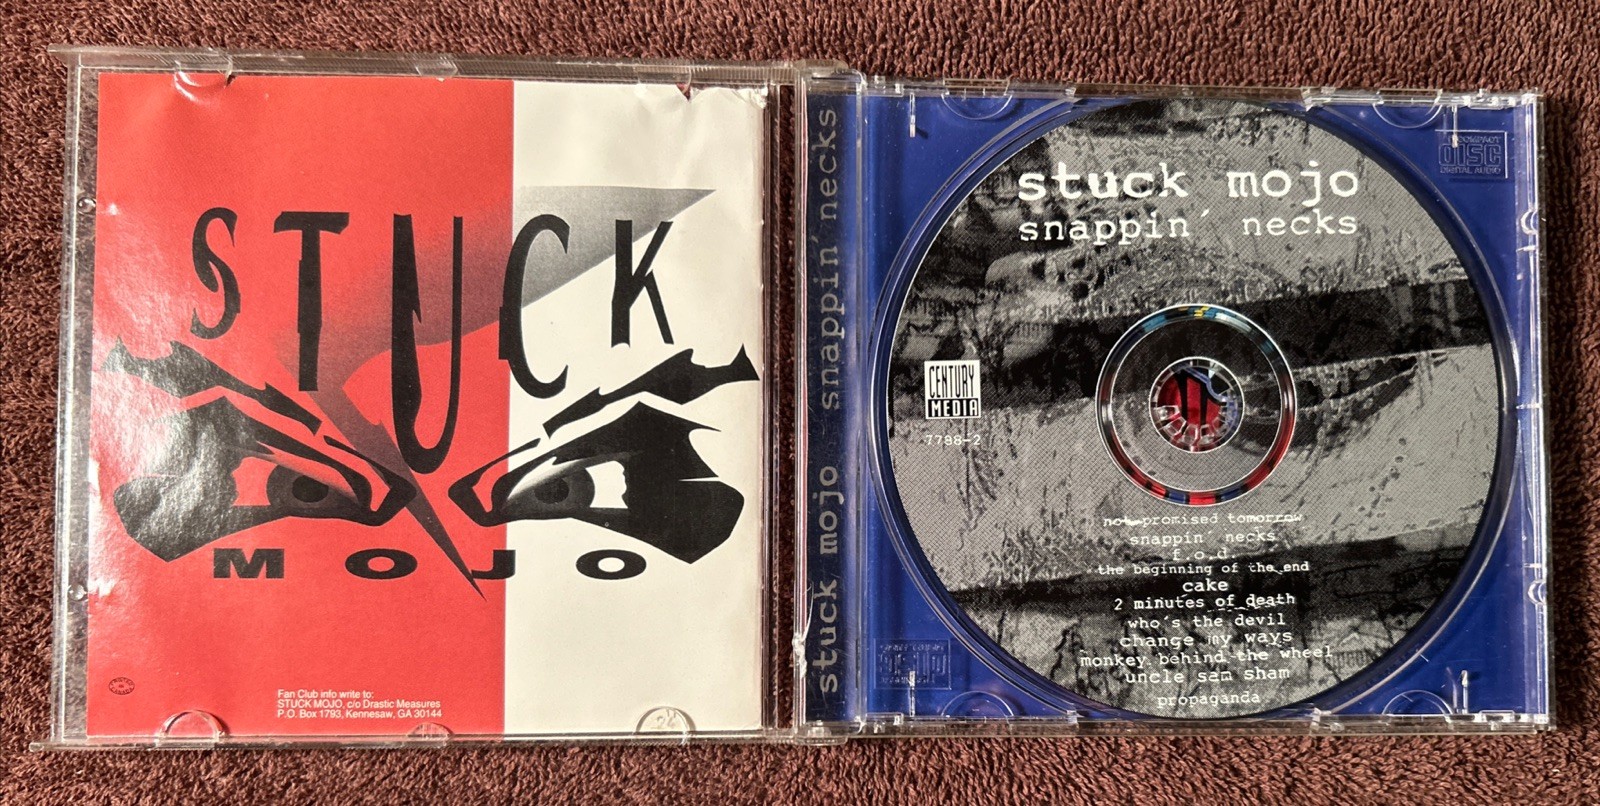 STUCK
MOJO
Fan Club info write to:
STUCK MOJO, c/o Drastic Measures
P.O. Box 1793, Kennesaw, GA 30144
stuck mojo snappin´ necks
COMPACT
DISC
DIGITAL AUDIO
stuck mojo
snappin´ necks
CENTURY
MEDIA
7788-2
not promised tomorrow
snappin´ necks
f.o.d.
the beginning of the end
cake
2 minutes of death
who´s the devil
change my ways
monkey behind the wheel
uncle sam sham
propaganda